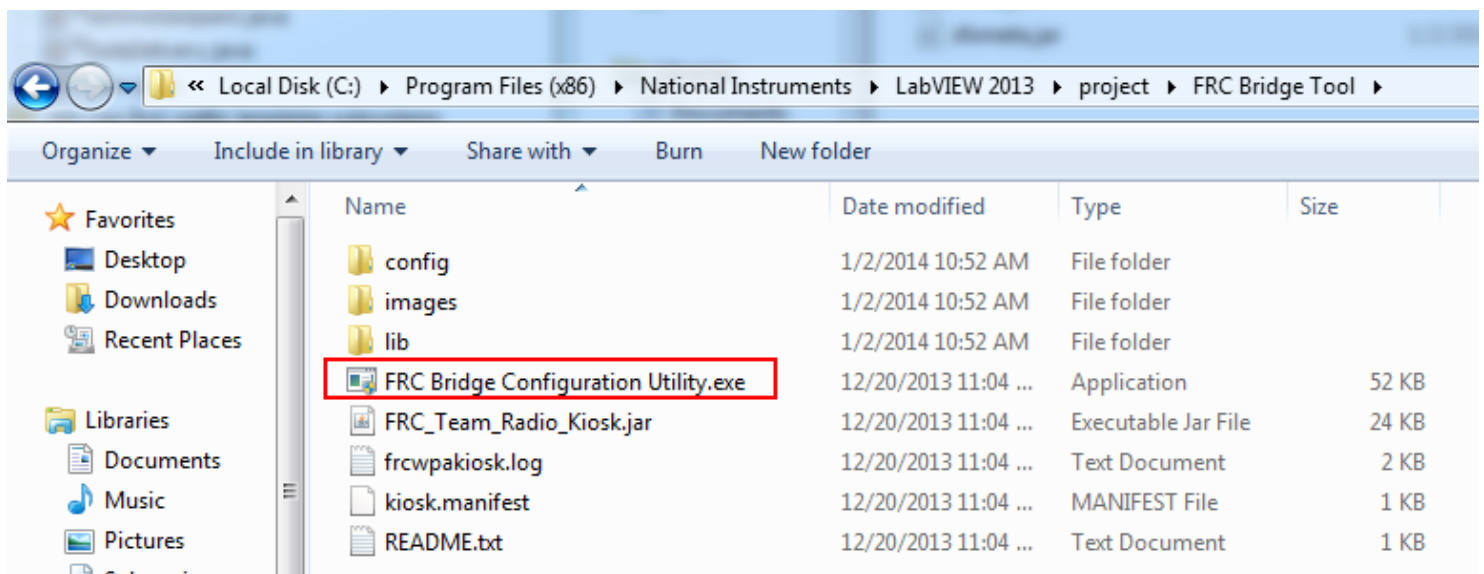 « Local Disk (C:) ▸ Program Files (x86) ▸ National Instruments ▸ LabVIEW 2013 ▸ project ▸ FRC Bridge Tool ▸
Organize ▾ Include in library ▾ Share with ▾ Burn New folder
Favorites
Desktop
Downloads
Recent Places
Libraries
Documents
Music
Pictures
Name Date modified Type Size
config 1/2/2014 10:52 AM File folder
images 1/2/2014 10:52 AM File folder
lib 1/2/2014 10:52 AM File folder
FRC Bridge Configuration Utility.exe 12/20/2013 11:04 ... Application 52 KB
FRC_Team_Radio_Kiosk.jar 12/20/2013 11:04 ... Executable Jar File 24 KB
frcwpakiosk.log 12/20/2013 11:04 ... Text Document 2 KB
kiosk.manifest 12/20/2013 11:04 ... MANIFEST File 1 KB
README.txt 12/20/2013 11:04 ... Text Document 1 KB